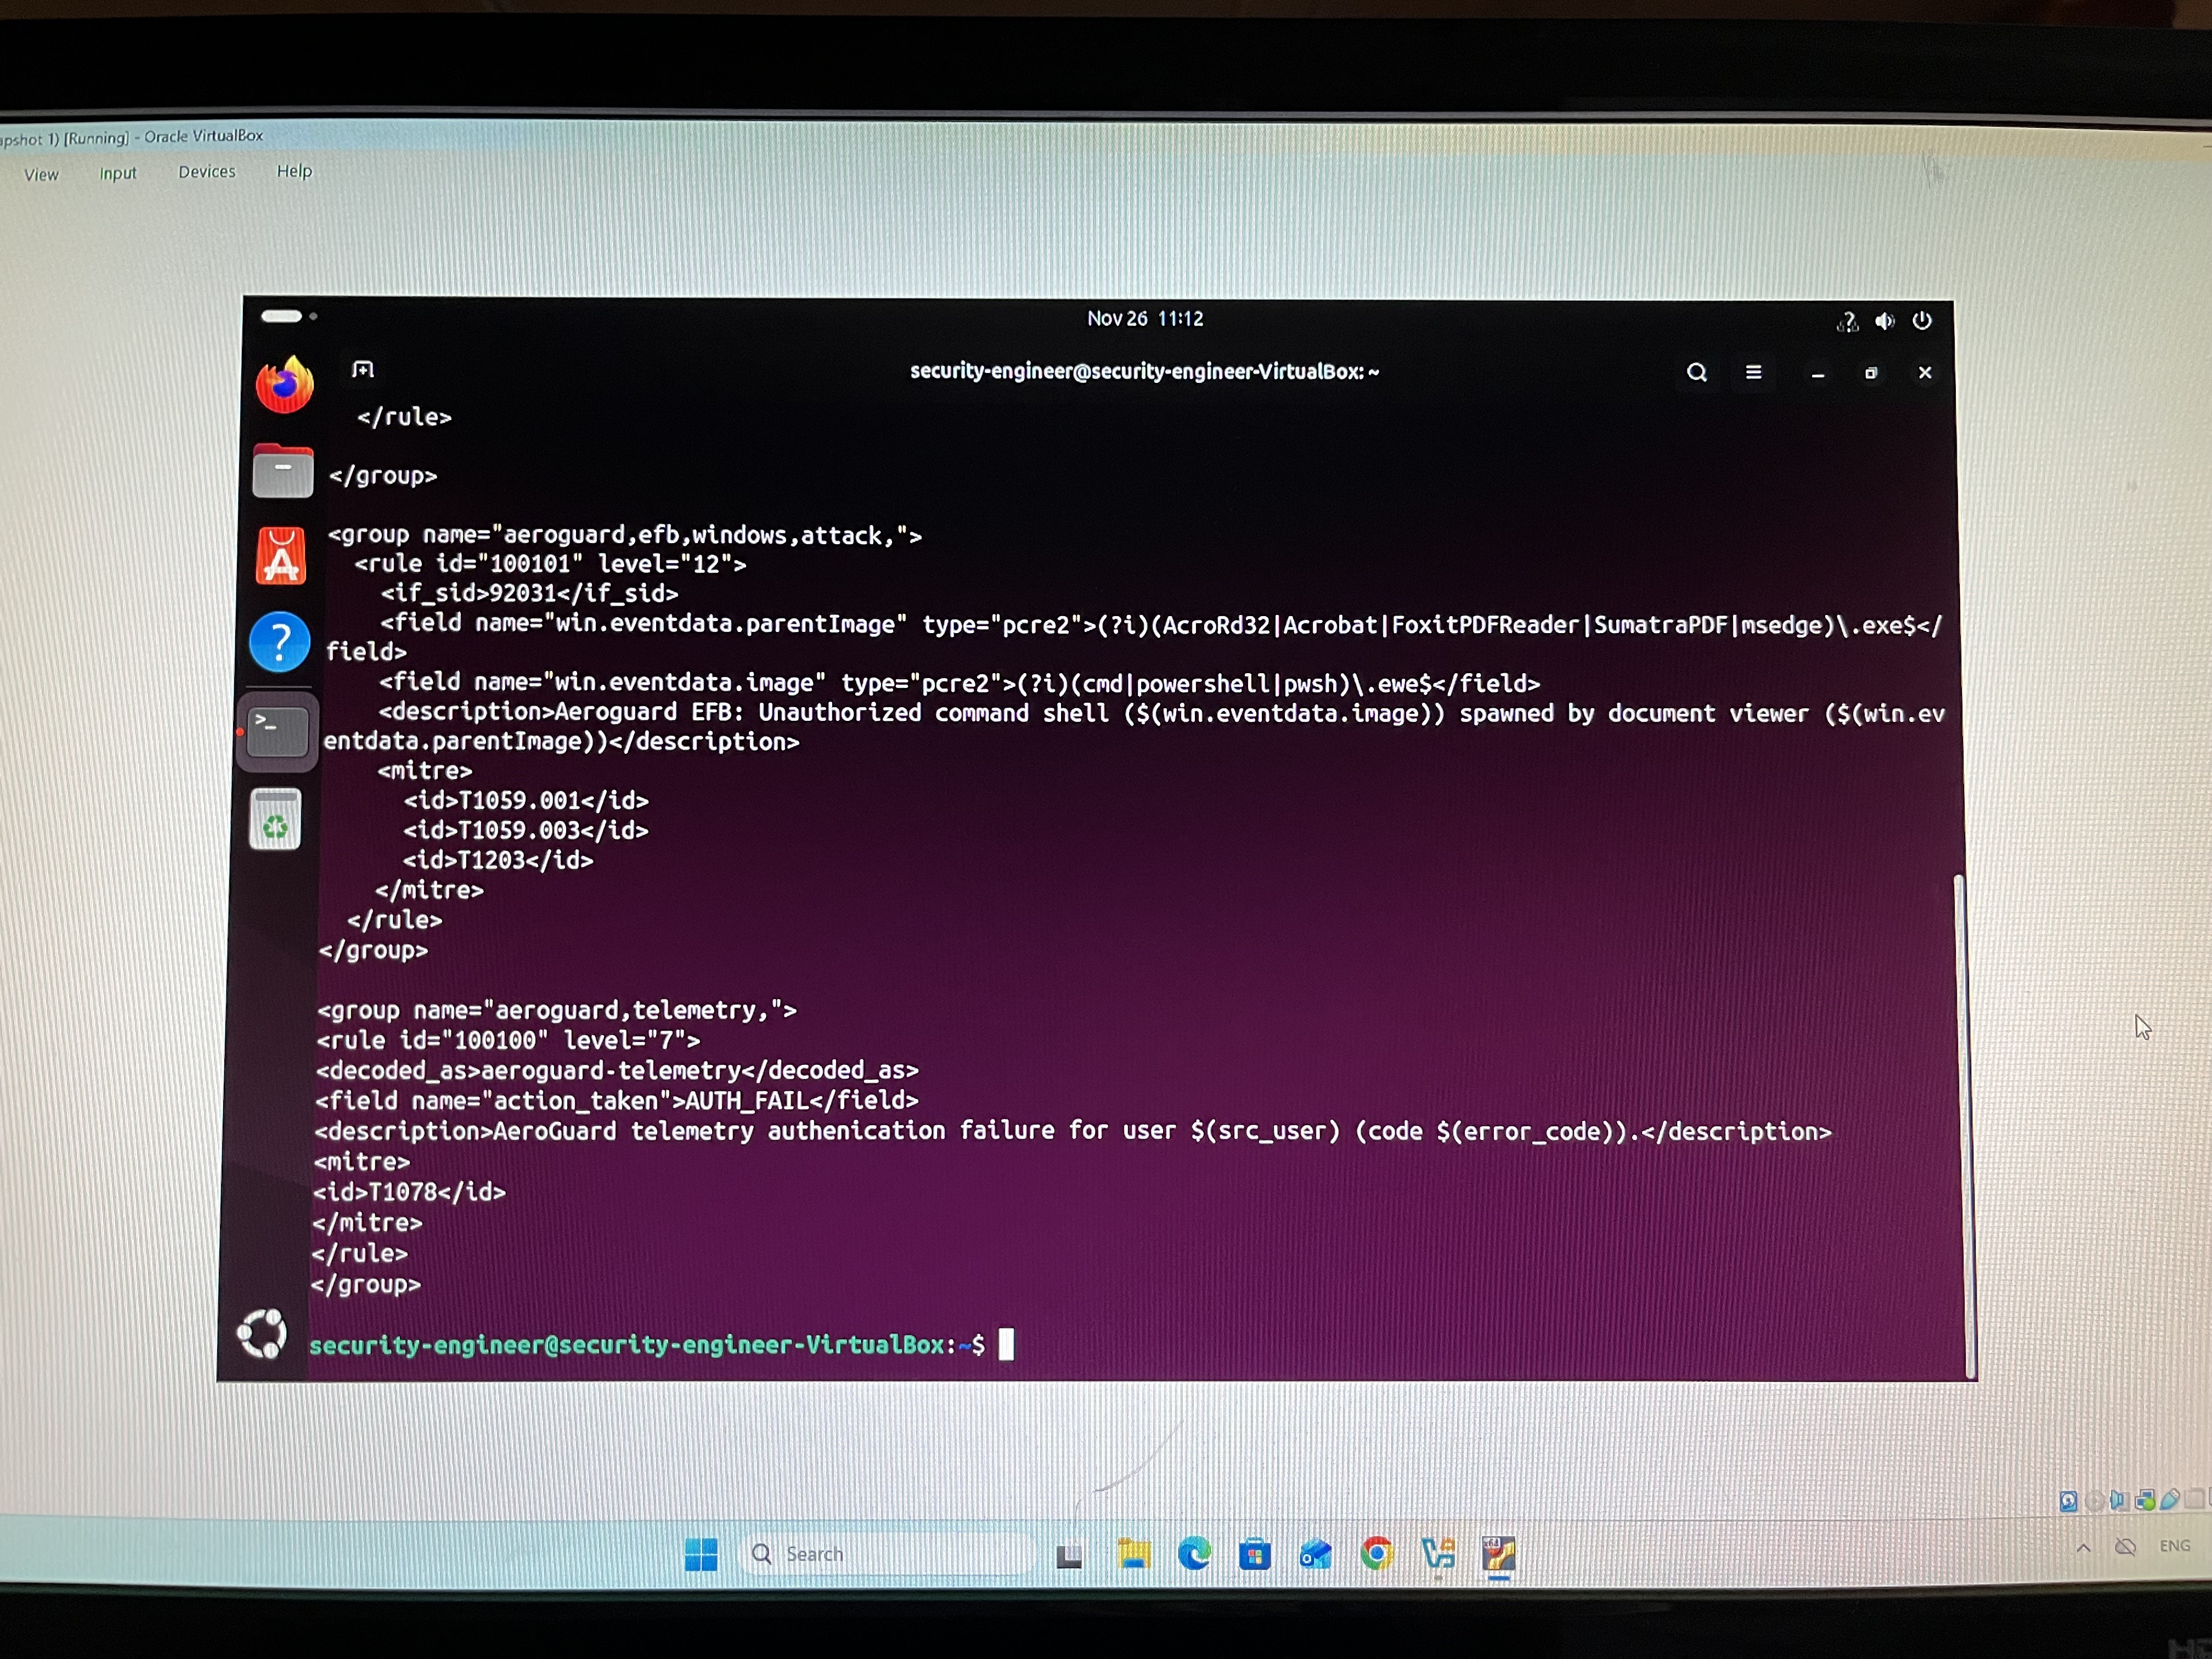 apshot 1) [Running] - Oracle VirtualBox
View Input Devices Help
Nov 26 11:12
security-engineer@security-engineer-VirtualBox: ~
</rule>
</group>
<group name="aeroguard,efb,windows,attack,">
<rule id="100101" level="12">
<if_sid>92031</if_sid>
<field name="win.eventdata.parentImage" type="pcre2">(?i)(AcroRd32|Acrobat|FoxitPDFReader|SumatraPDF|msedge)\.exe$</
field>
<field name="win.eventdata.image" type="pcre2">(?i)(cmd|powershell|pwsh)\.ewe$</field>
<description>Aeroguard EFB: Unauthorized command shell ($(win.eventdata.image)) spawned by document viewer ($(win.ev
entdata.parentImage))</description>
<mitre>
<id>T1059.001</id>
<id>T1059.003</id>
<id>T1203</id>
</mitre>
</rule>
</group>
<group name="aeroguard,telemetry,">
<rule id="100100" level="7">
<decoded_as>aeroguard-telemetry</decoded_as>
<field name="action_taken">AUTH_FAIL</field>
<description>AeroGuard telemetry authenication failure for user $(src_user) (code $(error_code)).</description>
<mitre>
<id>T1078</id>
</mitre>
</rule>
</group>
security-engineer@security-engineer-VirtualBox:~$
Search
ENG